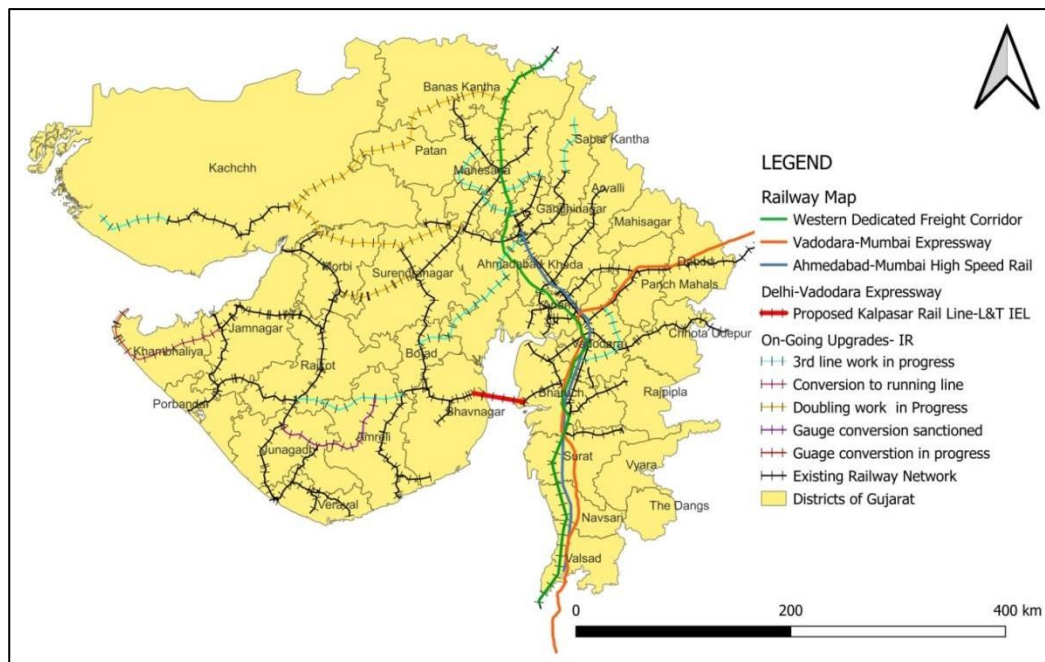 Banas Kantha
Sabar Kantha
Patan
Kachchh
Mahesana
Arvalli
Gandhinagar
Mahisagar
Morbi
Surendranagar
Ahmadabad
Kheda
Dahod
Panch Mahals
Jamnagar
Anand
Khambhaliya
Chhota Udepur
Botad
Vadodara
Rajkot
Rajpipla
Porbandar
Bhavnagar
Bharuch
Amreli
Junagadh
Surat
Vyara
Veraval
The Dangs
Navsari
Valsad
LEGEND
Railway Map
Western Dedicated Freight Corridor
Vadodara-Mumbai Expressway
Ahmedabad-Mumbai High Speed Rail
Delhi-Vadodara Expressway
Proposed Kalpasar Rail Line-L&T IEL
On-Going Upgrades- IR
3rd line work in progress
Conversion to running line
Doubling work in Progress
Gauge conversion sanctioned
Guage converstion in progress
Existing Railway Network
Districts of Gujarat
0 200 400 km